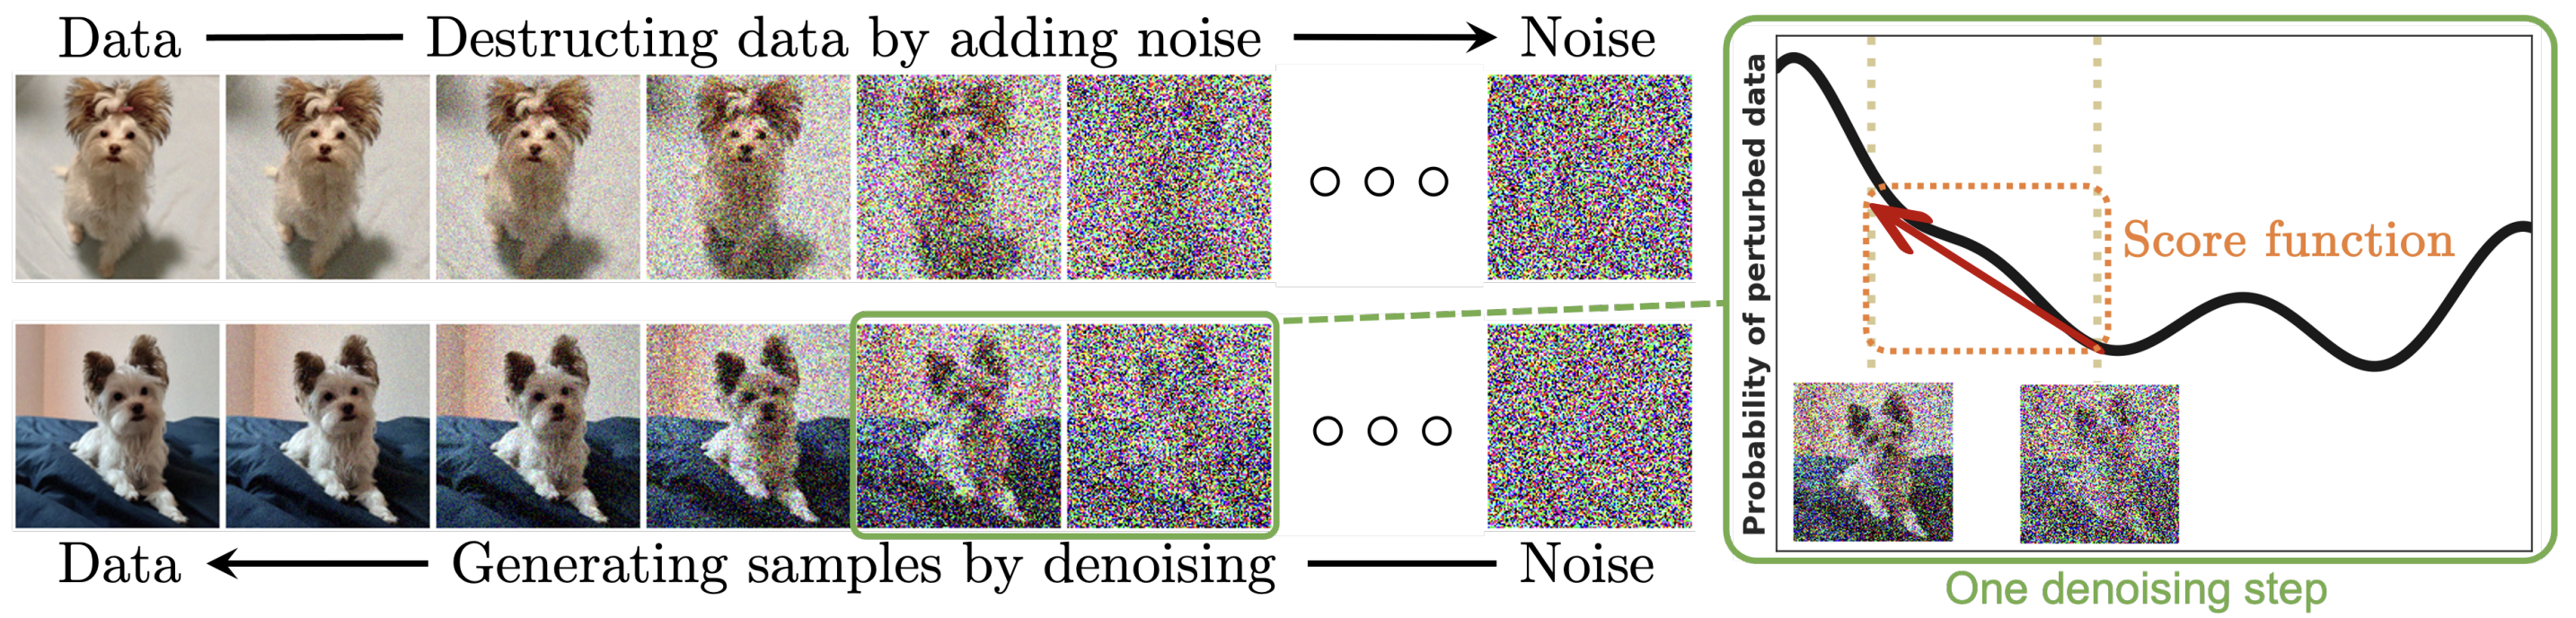 Data Destructing data by adding noise Noise
Probability of perturbed data
Score function
Data Generating samples by denoising Noise
One denoising step